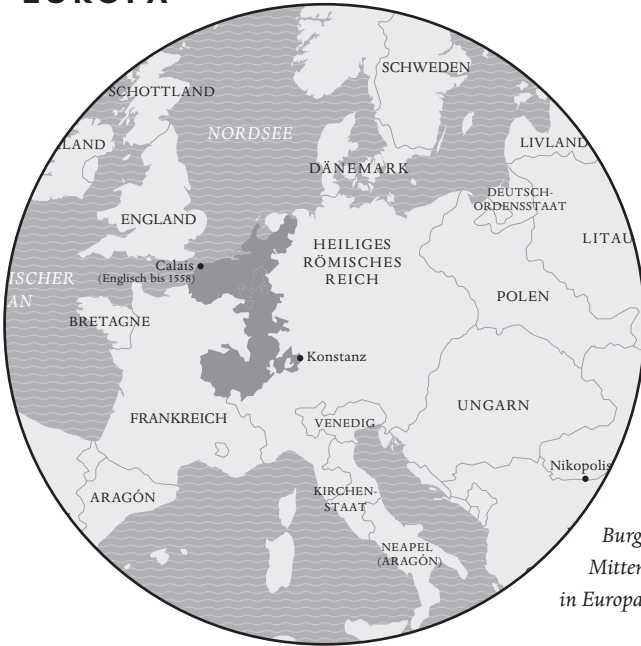 EUROPA
SCHWEDEN
SCHOTTLAND
NORDSEE
LAND
LIVLAND
DÄNEMARK
DEUTSCH-
ORDENSSTAAT
ENGLAND
LITAU
HEILIGES
RÖMISCHES
REICH
Calais
(Englisch bis 1558)
ISCHER
AN
POLEN
BRETAGNE
Konstanz
UNGARN
FRANKREICH
VENEDIG
Nikopolis
ARAGÓN
KIRCHEN-
STAAT
Burg
Mitten
in Europa
NEAPEL
(ARAGÓN)